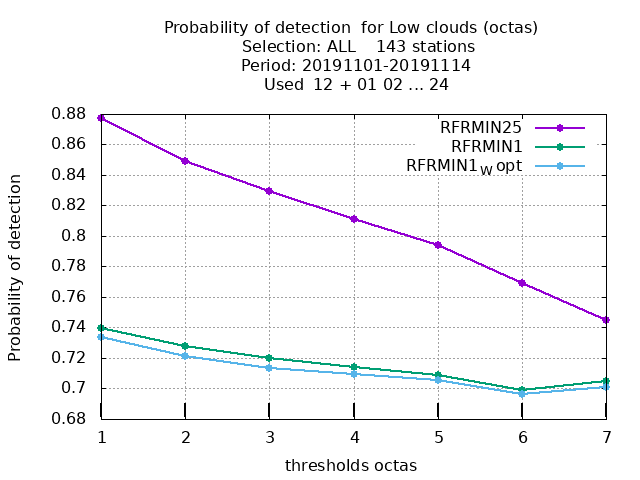 Probability of detection  for Low clouds (octas)
Selection: ALL    143 stations
Period: 20191101-20191114
Used  12 + 01 02 ... 24
Probability of detection
0.88
0.86
0.84
0.82
0.8
0.78
0.76
0.74
0.72
0.7
0.68
RFRMIN25
RFRMIN1
RFRMIN1W opt
1 2 3 4 5 6 7
thresholds octas